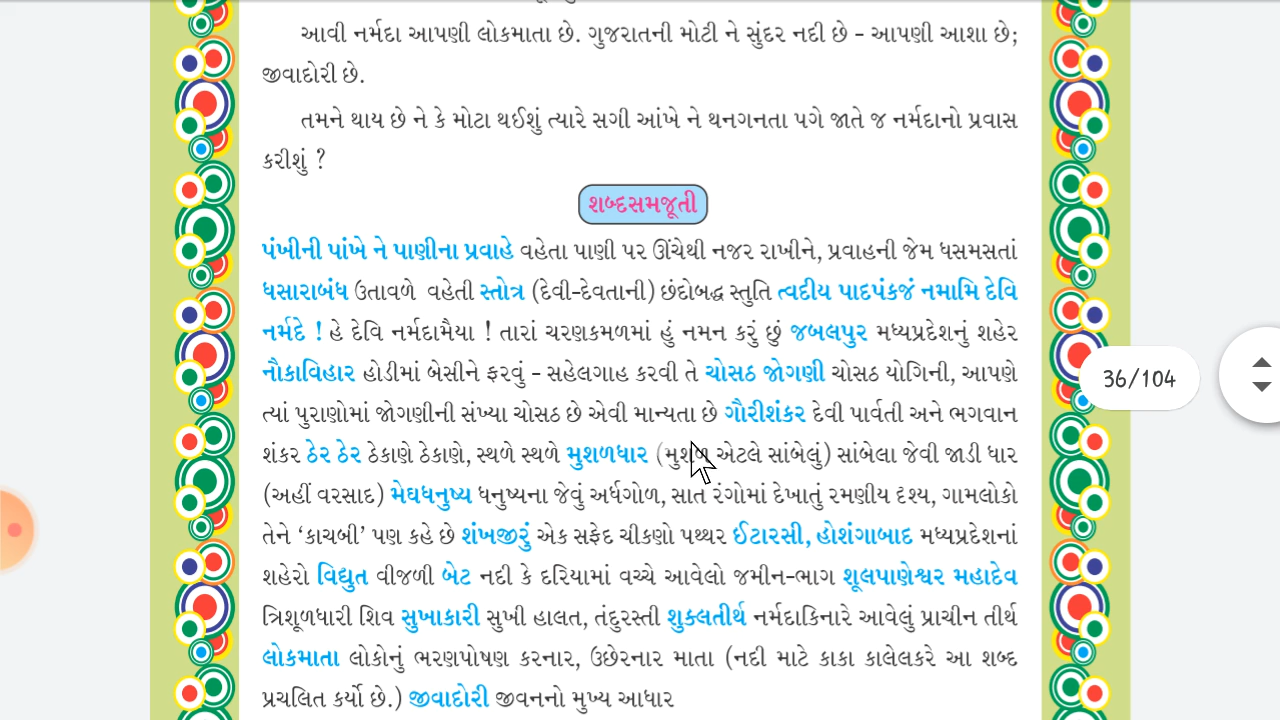 આવી નર્મદા આપણી લોકમાતા છે. ગુજરાતની મોટી ને સુંદર નદી છે - આપણી આશા છે;
જીવાદોરી છે.
તમને થાય છે ને કે મોટા થઈશું ત્યારે સગી આંખે ને થનગનતા પગે જાતે જ નર્મદાનો પ્રવાસ
કરીશું ?
શબ્દસમજૂતી
પંખીની પાંખે ને પાણીના પ્રવાહે વહેતા પાણી પર ઊંચેથી નજર રાખીને, પ્રવાહની જેમ ધસમસતાં
ધસારાબંધ ઉતાવળે વહેતી સ્તોત્ર (દેવી-દેવતાની) છંદોબદ્ધ સ્તુતિ ત્વદીય પાદપંકજં નમામિ દેવિ
નર્મદે ! હે દેવિ નર્મદામૈયા ! તારાં ચરણકમળમાં હું નમન કરું છું જબલપુર મધ્યપ્રદેશનું શહેર
નૌકાવિહાર હોડીમાં બેસીને ફરવું - સહેલગાહ કરવી તે ચોસઠ જોગણી ચોસઠ યોગિની, આપણે
ત્યાં પુરાણોમાં જોગણીની સંખ્યા ચોસઠ છે એવી માન્યતા છે ગૌરીશંકર દેવી પાર્વતી અને ભગવાન
શંકર ઠેર ઠેર ઠેકાણે ઠેકાણે, સ્થળે સ્થળે મુશળધાર (મુશળ એટલે સાંબેલું) સાંબેલા જેવી જાડી ધાર
(અહીં વરસાદ) મેઘધનુષ્ય ધનુષ્યના જેવું અર્ધગોળ, સાત રંગોમાં દેખાતું રમણીય દૃશ્ય, ગામલોકો
તેને ‘કાચબી’ પણ કહે છે શંખજીરું એક સફેદ ચીકણો પથ્થર ઈટારસી, હોશંગાબાદ મધ્યપ્રદેશનાં
શહેરો વિદ્યુત વીજળી બેટ નદી કે દરિયામાં વચ્ચે આવેલો જમીન-ભાગ શૂલપાણેશ્વર મહાદેવ
ત્રિશૂળધારી શિવ સુખાકારી સુખી હાલત, તંદુરસ્તી શુક્લતીર્થ નર્મદાકિનારે આવેલું પ્રાચીન તીર્થ
લોકમાતા લોકોનું ભરણપોષણ કરનાર, ઉછેરનાર માતા (નદી માટે કાકા કાલેલકરે આ શબ્દ
પ્રચલિત કર્યો છે.) જીવાદોરી જીવનનો મુખ્ય આધાર
36/104